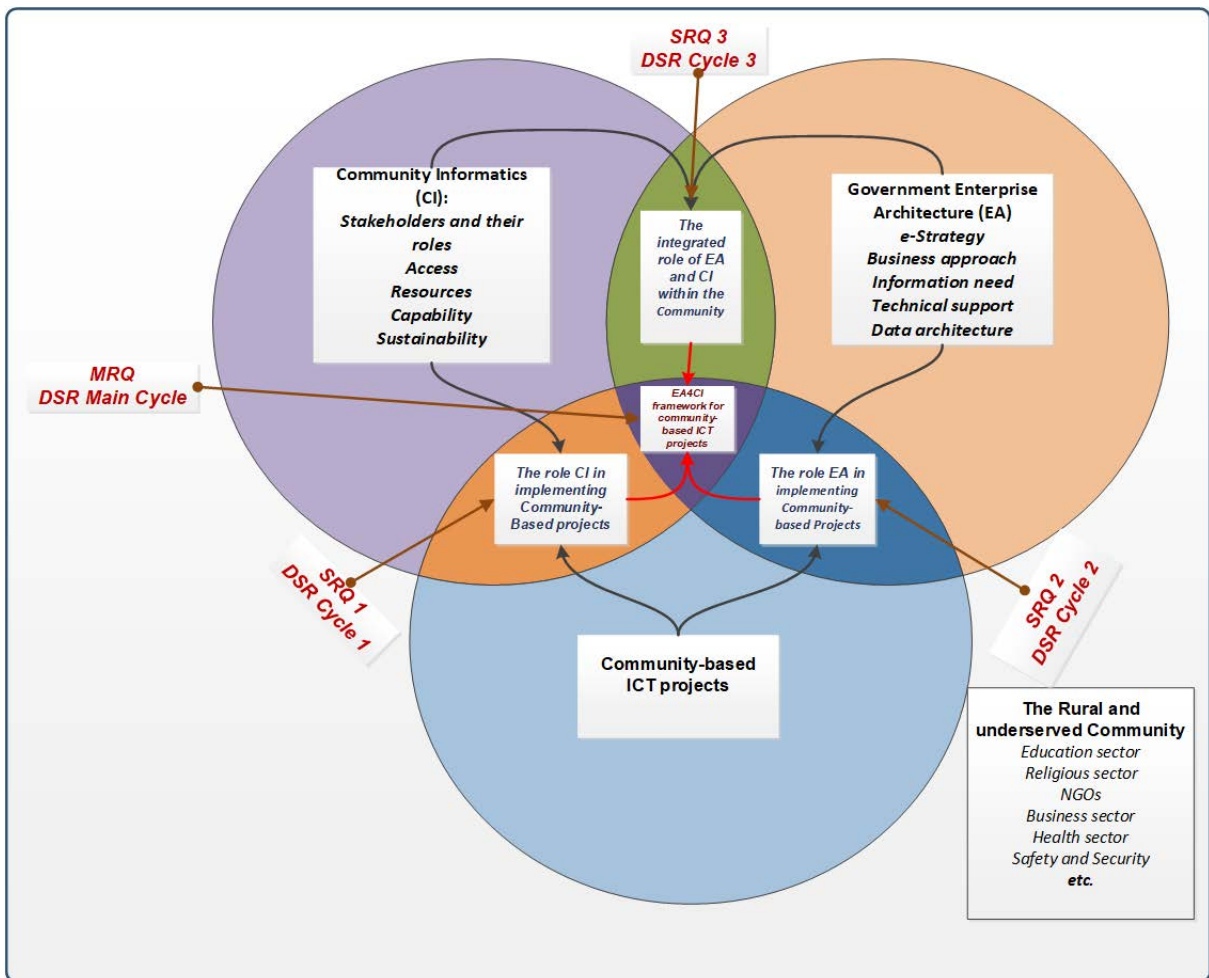 SRQ 3
DSR Cycle 3
Community Informatics
(CI):
Stakeholders and their
roles
Access
Resources
Capability
Sustainability
The
integrated
role of EA
and CI
within the
Community
Government Enterprise
Architecture (EA)
e-Strategy
Business approach
Information need
Technical support
Data architecture
MRQ
DSR Main Cycle
EA4CI
framework for
community-
based ICT
projects
The role CI in
implementing
Community-
Based projects
The role EA in
implementing
Community-
based Projects
SRQ 1
DSR Cycle 1
SRQ 2
DSR Cycle 2
Community-based
ICT projects
The Rural and
underserved Community
Education sector
Religious sector
NGOs
Business sector
Health sector
Safety and Security
etc.